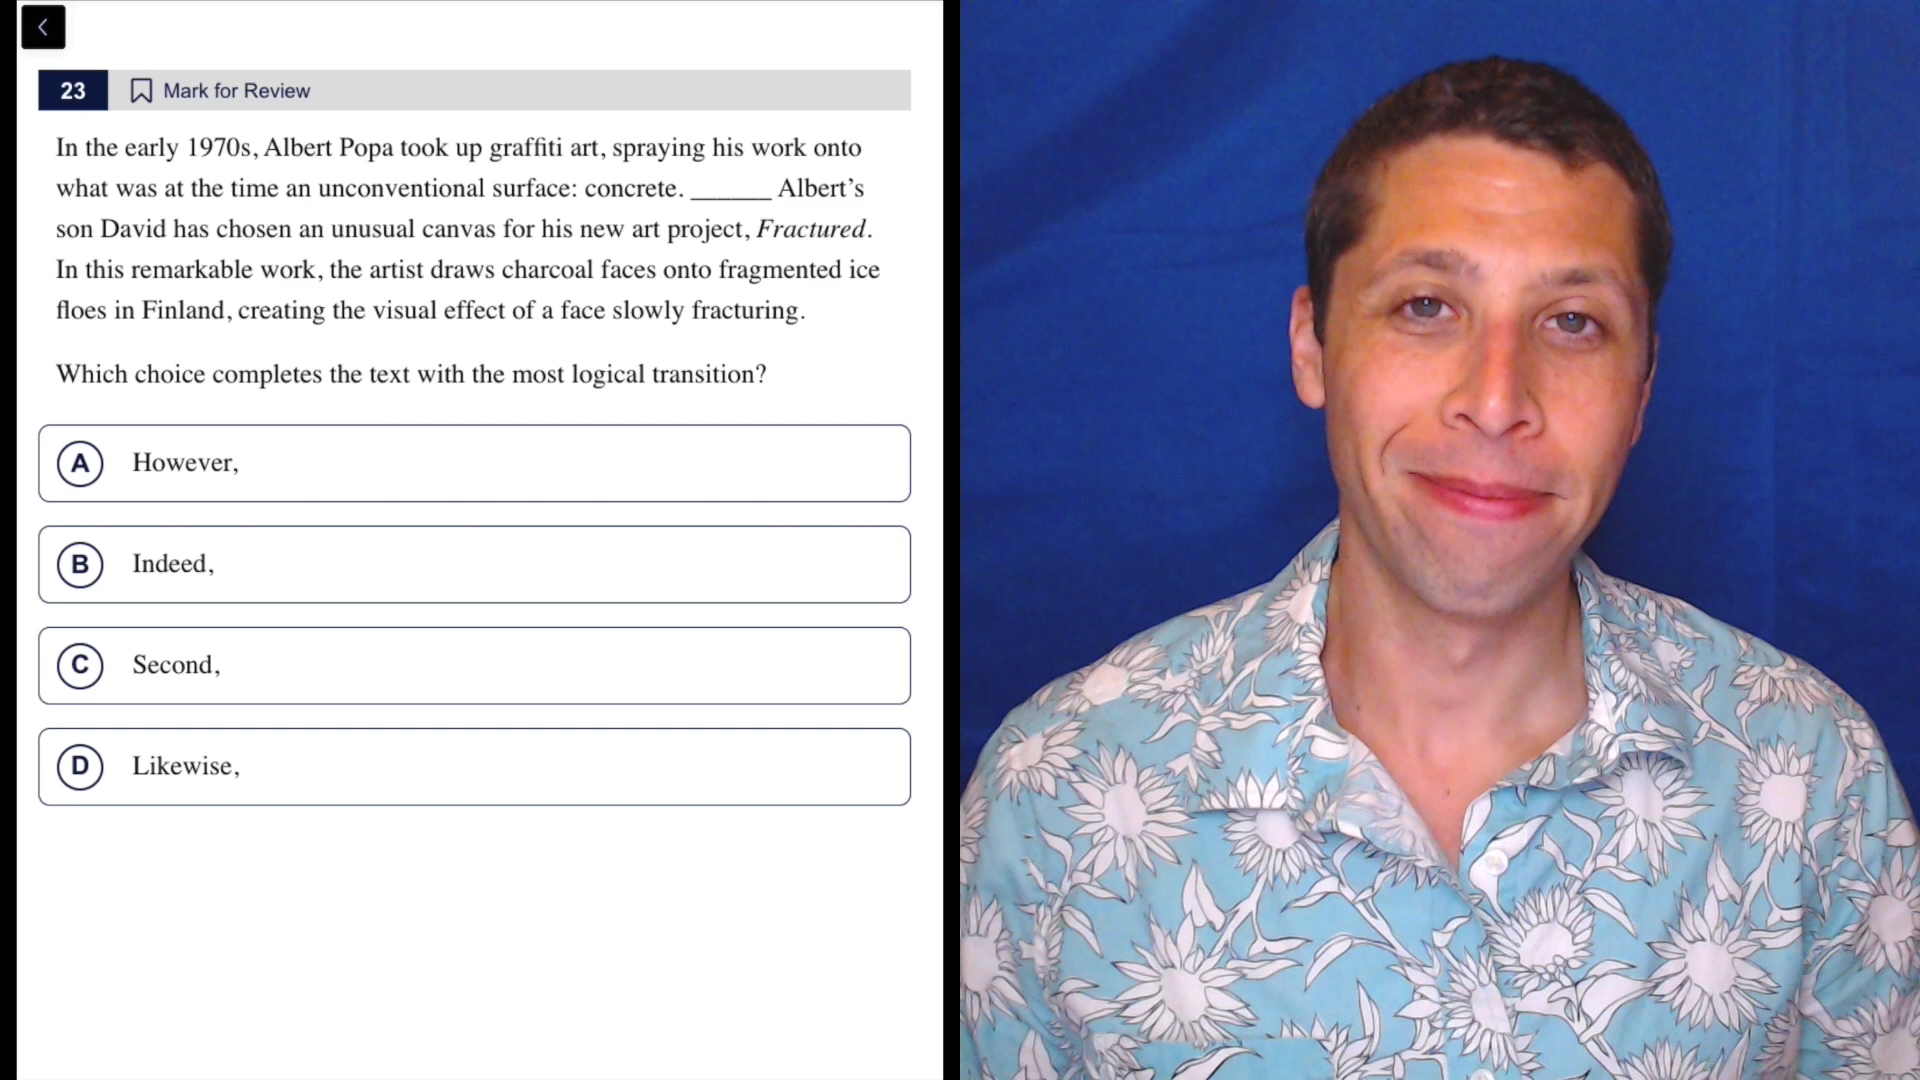 23
Mark for Review
In the early 1970s, Albert Popa took up graffiti art, spraying his work onto
what was at the time an unconventional surface: concrete. ______ Albert’s
son David has chosen an unusual canvas for his new art project, Fractured.
In this remarkable work, the artist draws charcoal faces onto fragmented ice
floes in Finland, creating the visual effect of a face slowly fracturing.
Which choice completes the text with the most logical transition?
A However,
B Indeed,
C Second,
D Likewise,